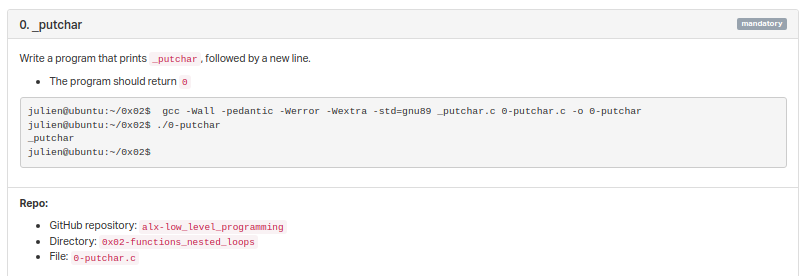 0. _putchar
mandatory
Write a program that prints _putchar, followed by a new line.
The program should return 0
julien@ubuntu:~/0x02$  gcc -Wall -pedantic -Werror -Wextra -std=gnu89 _putchar.c 0-putchar.c -o 0-putchar
julien@ubuntu:~/0x02$ ./0-putchar
_putchar
julien@ubuntu:~/0x02$
Repo:
GitHub repository: alx-low_level_programming
Directory: 0x02-functions_nested_loops
File: 0-putchar.c